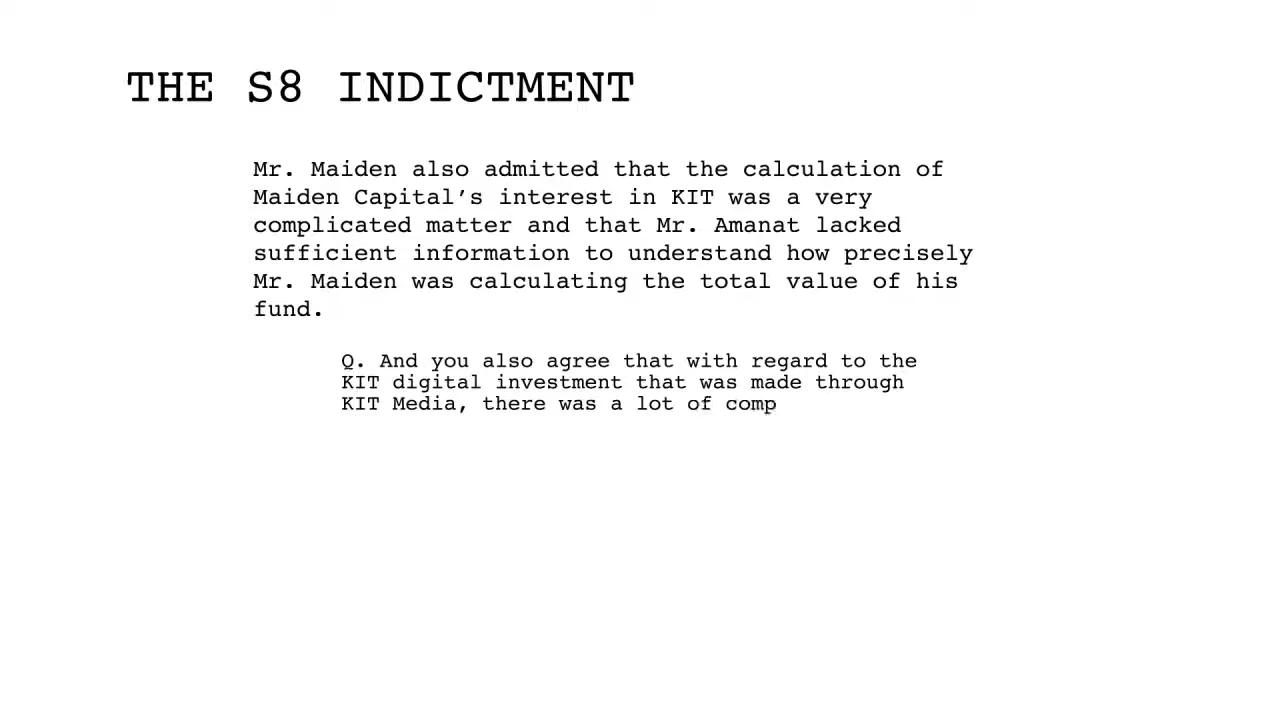 THE S8 INDICTMENT
Mr. Maiden also admitted that the calculation of
Maiden Capital’s interest in KIT was a very
complicated matter and that Mr. Amanat lacked
sufficient information to understand how precisely
Mr. Maiden was calculating the total value of his
fund.
Q. And you also agree that with regard to the
KIT digital investment that was made through
KIT Media, there was a lot of comp